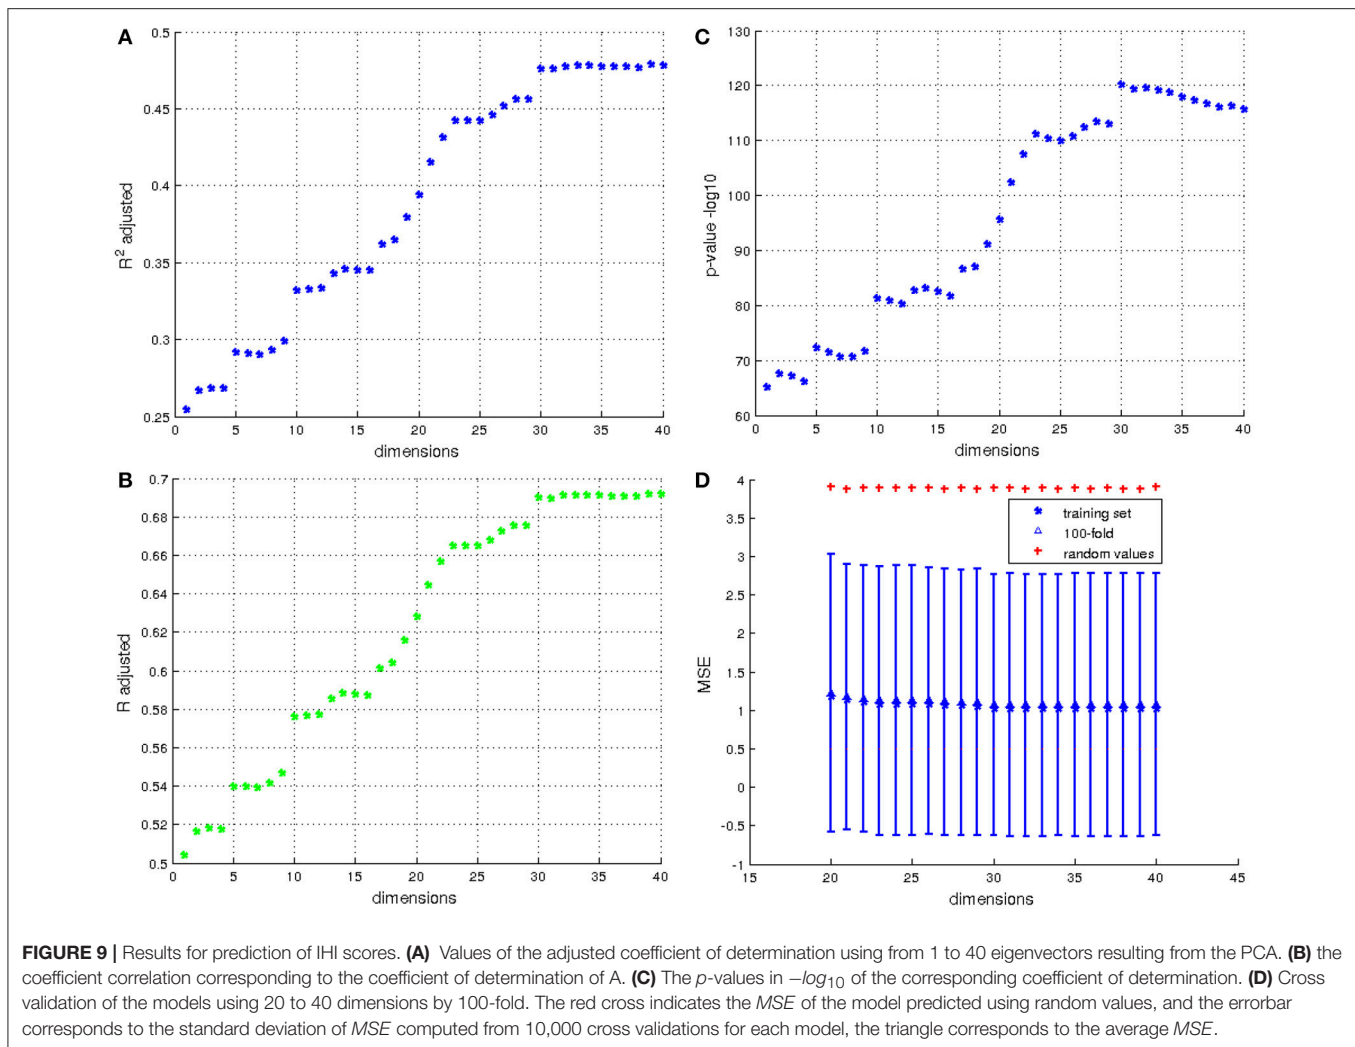 A
0.5
0.45
0.4
0.35
0.3
0.25
R² adjusted
0 5 10 15 20 25 30 35 40
dimensions
C
130
120
110
100
90
80
70
60
p-value -log10
0 5 10 15 20 25 30 35 40
dimensions
B
0.7
0.68
0.66
0.64
0.62
0.6
0.58
0.56
0.54
0.52
0.5
R adjusted
0 5 10 15 20 25 30 35 40
dimensions
D
4
3.5
3
2.5
2
1.5
1
0.5
0
-0.5
-1
MSE
training set
100-fold
random values
15 20 25 30 35 40 45
dimensions
FIGURE 9 | Results for prediction of IHI scores. (A) Values of the adjusted coefficient of determination using from 1 to 40 eigenvectors resulting from the PCA. (B) the
coefficient correlation corresponding to the coefficient of determination of A. (C) The p-values in −log₁₀ of the corresponding coefficient of determination. (D) Cross
validation of the models using 20 to 40 dimensions by 100-fold. The red cross indicates the MSE of the model predicted using random values, and the errorbar
corresponds to the standard deviation of MSE computed from 10,000 cross validations for each model, the triangle corresponds to the average MSE.